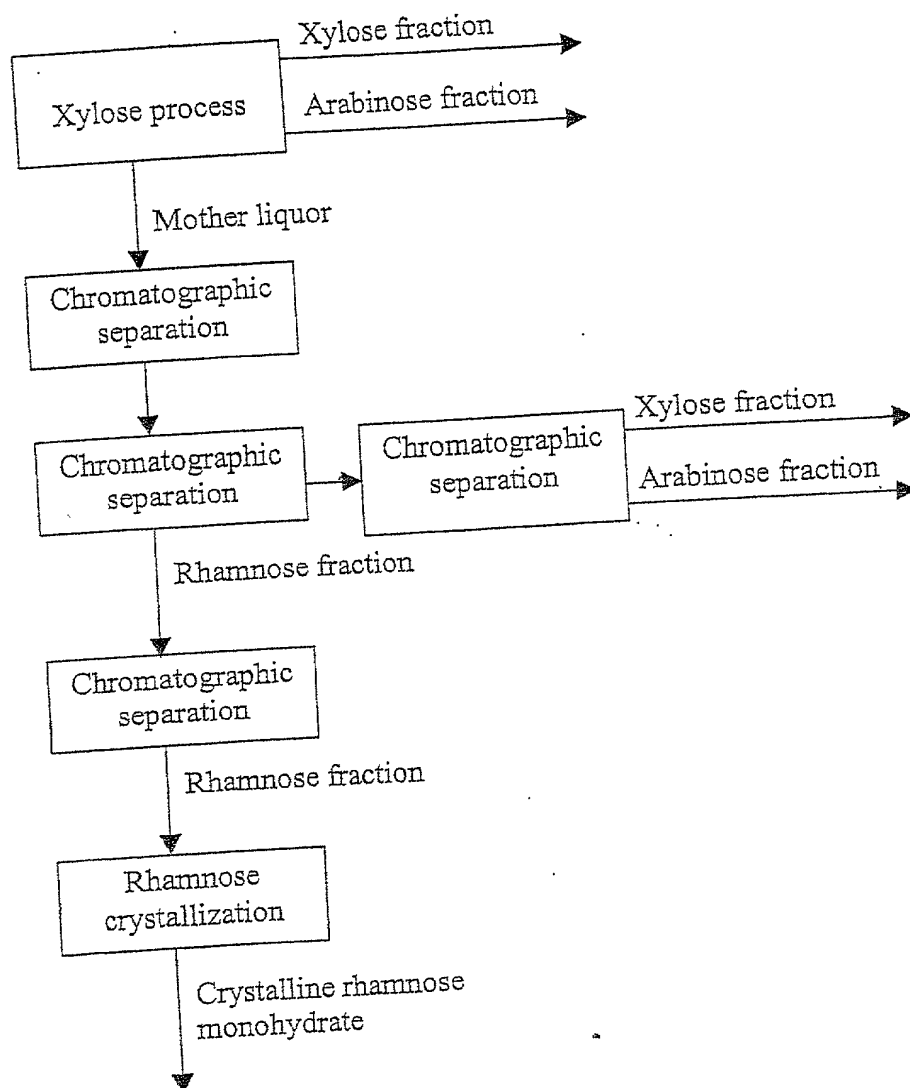 Xylose fraction
Xylose process
Arabinose fraction
Mother liquor
Chromatographic
separation
Chromatographic
separation
Chromatographic
separation
Xylose fraction
Arabinose fraction
Rhamnose fraction
Chromatographic
separation
Rhamnose fraction
Rhamnose
crystallization
Crystalline rhamnose
monohydrate